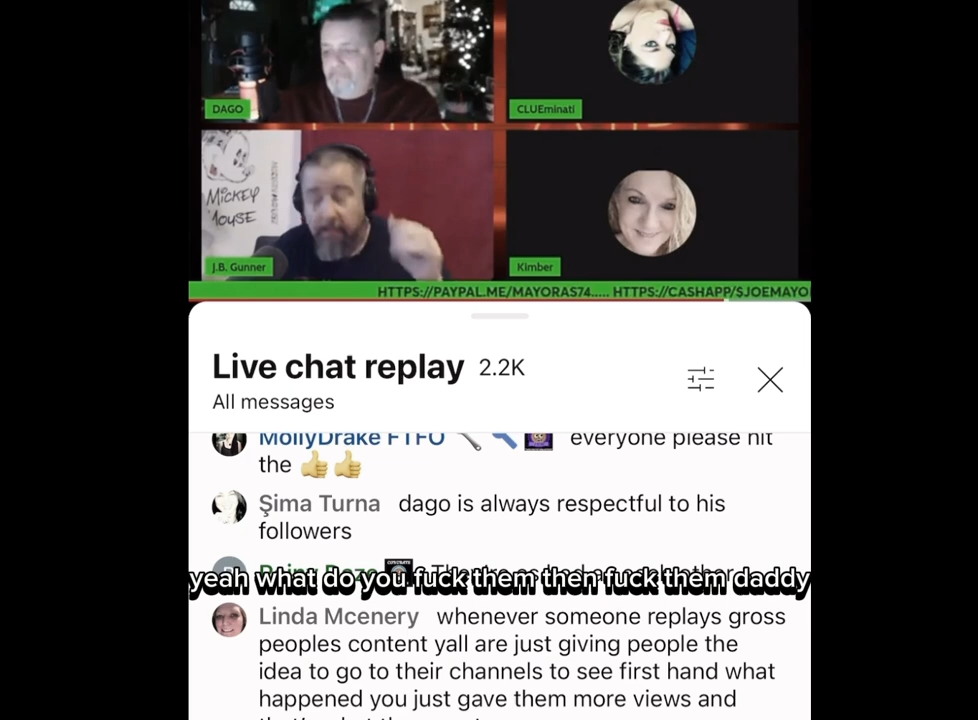 DAGO
CLUEminati
MiCKEY
MOUSE
J.B. Gunner
Kimber
HTTPS://PAYPAL.ME/MAYORAS74..... HTTPS://CASHAPP/$JOEMAYO
Live chat replay 2.2K
All messages
MollyDrake FTFO everyone please hit
the
Şima Turna dago is always respectful to his
followers
yeah what do you fuck them then fuck them daddy
Linda Mcenery whenever someone replays gross
peoples content yall are just giving people the
idea to go to their channels to see first hand what
happened you just gave them more views and